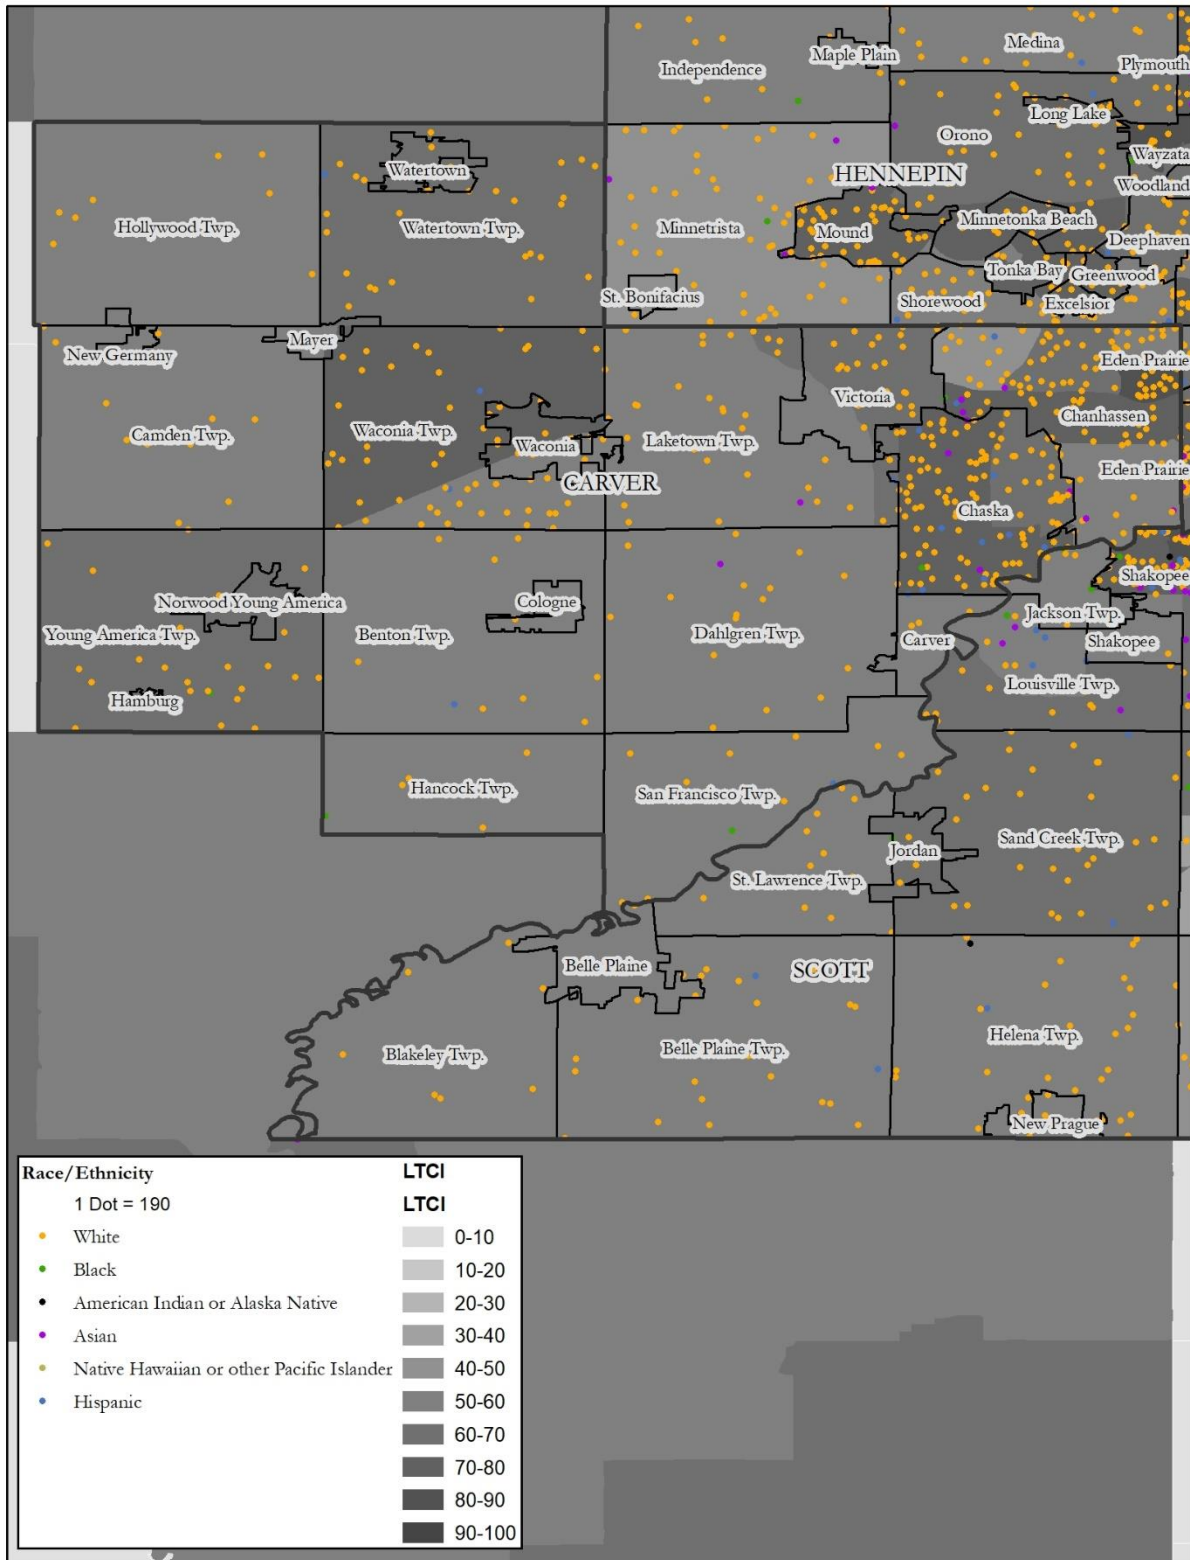 Independence
Maple Plain
Medina
Plymouth
Long Lake
Orono
Wayzata
Woodland
HENNEPIN
Watertown
Hollywood Twp.
Watertown Twp.
Minnetrista
Mound
Minnetonka Beach
Deephaven
Tonka Bay
Greenwood
St. Bonifacius
Shorewood
Excelsior
New Germany
Mayer
Eden Prairie
Victoria
Chanhassen
Camden Twp.
Waconia Twp.
Waconia
Laketown Twp.
Eden Prairie
CARVER
Chaska
Shakopee
Norwood Young America
Cologne
Jackson Twp.
Young America Twp.
Benton Twp.
Dahlgren Twp.
Carver
Shakopee
Hamburg
Louisville Twp.
Hancock Twp.
San Francisco Twp.
Sand Creek Twp.
Jordan
St. Lawrence Twp.
Belle Plaine
SCOTT
Blakeley Twp.
Belle Plaine Twp.
Helena Twp.
New Prague
Race/Ethnicity
1 Dot = 190
White
Black
American Indian or Alaska Native
Asian
Native Hawaiian or other Pacific Islander
Hispanic
LTCI
LTCI
0-10
10-20
20-30
30-40
40-50
50-60
60-70
70-80
80-90
90-100